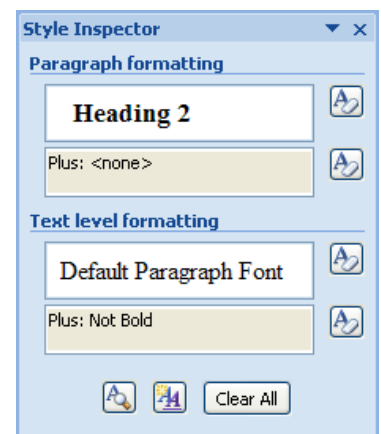 Style Inspector
Paragraph formatting
Heading 2
Plus: <none>
Text level formatting
Default Paragraph Font
Plus: Not Bold
Clear All